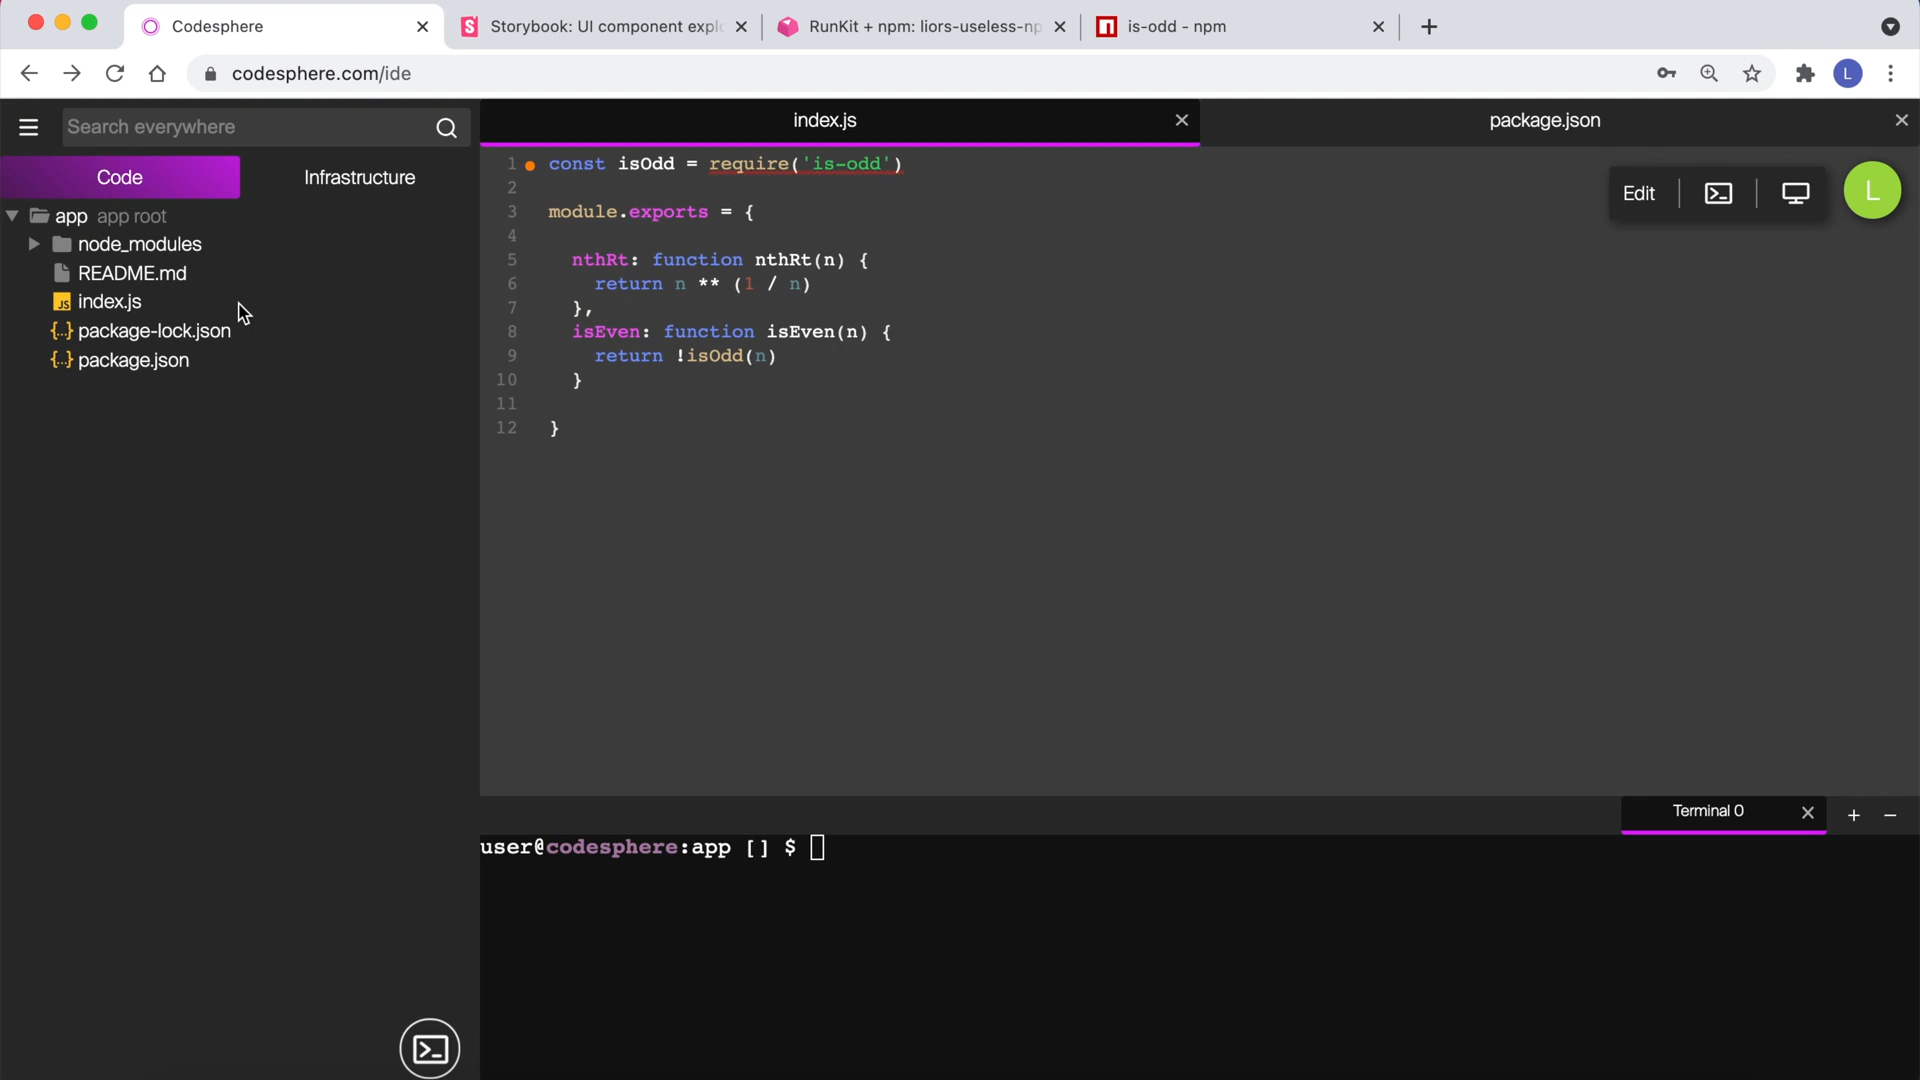 Codesphere
Storybook: UI component expl
RunKit + npm: liors-useless-np
is-odd - npm
codesphere.com/ide
L
Search everywhere
index.js
package.json
Code
Infrastructure
Edit
L
app app root
node_modules
README.md
JS index.js
{..} package-lock.json
{..} package.json
1 const isOdd = require('is-odd')
2
3 module.exports = {
4
5 nthRt: function nthRt(n) {
6 return n ** (1 / n)
7 },
8 isEven: function isEven(n) {
9 return !isOdd(n)
10 }
11
12 }
Terminal 0
user@codesphere:app [] $